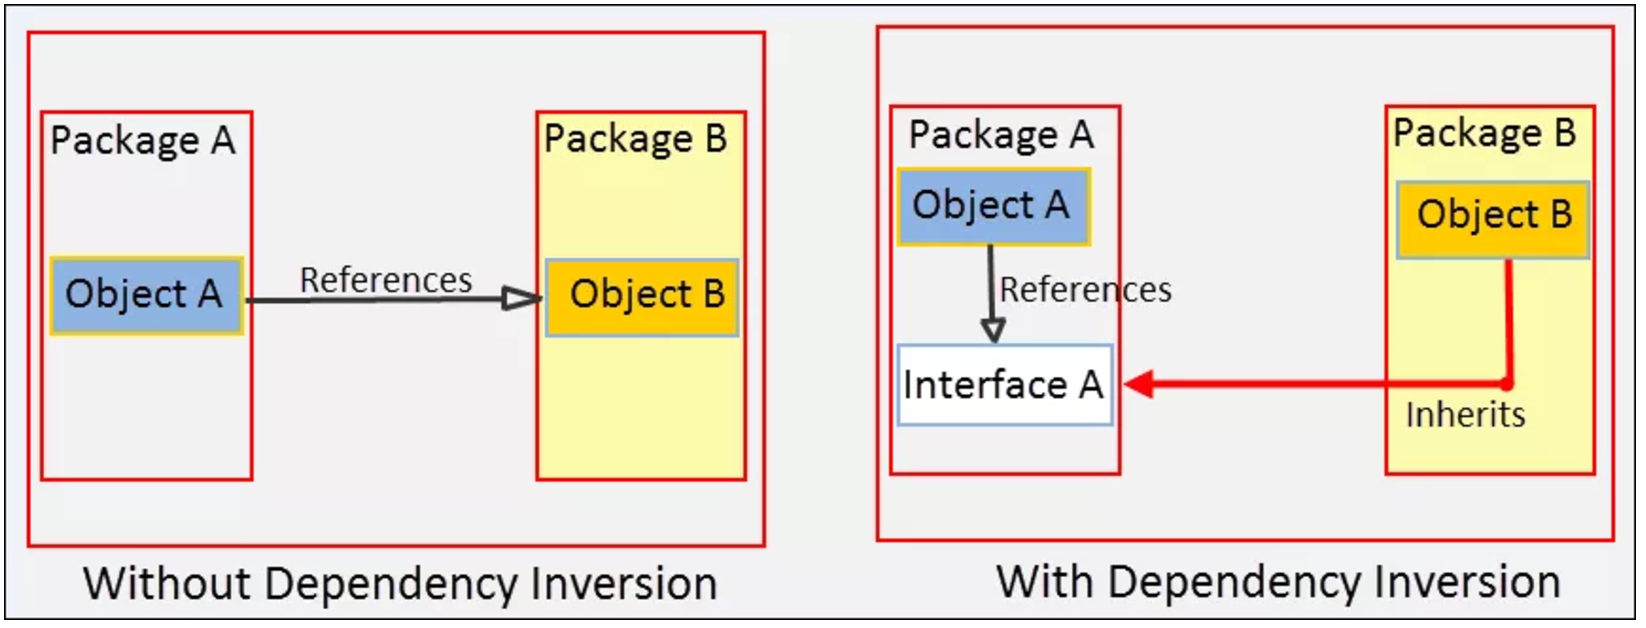 Package A
Object A
References
Package B
Object B
Without Dependency Inversion
Package A
Object A
References
Interface A
Package B
Object B
Inherits
With Dependency Inversion